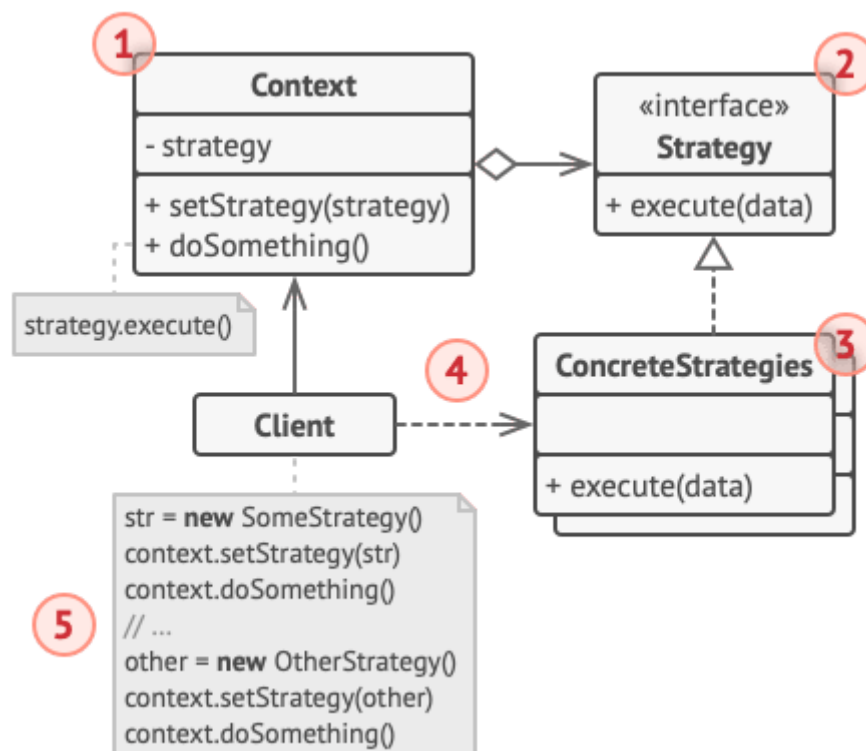 1
Context
- strategy
+ setStrategy(strategy)
+ doSomething()
2
«interface»
Strategy
+ execute(data)
strategy.execute()
3
ConcreteStrategies
+ execute(data)
4
Client
5
str = new SomeStrategy()
context.setStrategy(str)
context.doSomething()
// ...
other = new OtherStrategy()
context.setStrategy(other)
context.doSomething()